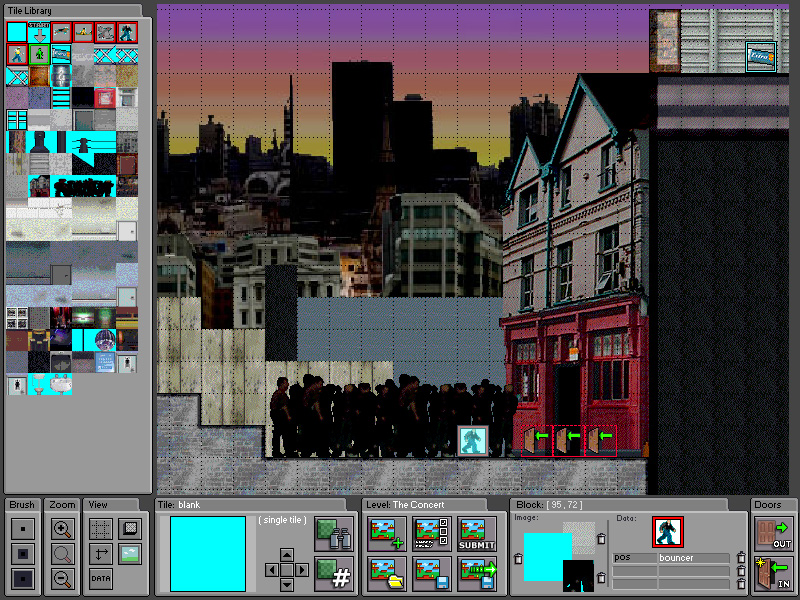 Tile Library
START
Brush
Zoom
View
DATA
Tile: blank
( single tile )
#
Level: The Concert
SUBMIT
Block: [ 95 , 72 ]
Image:
Data:
pos bouncer
Doors
OUT
IN